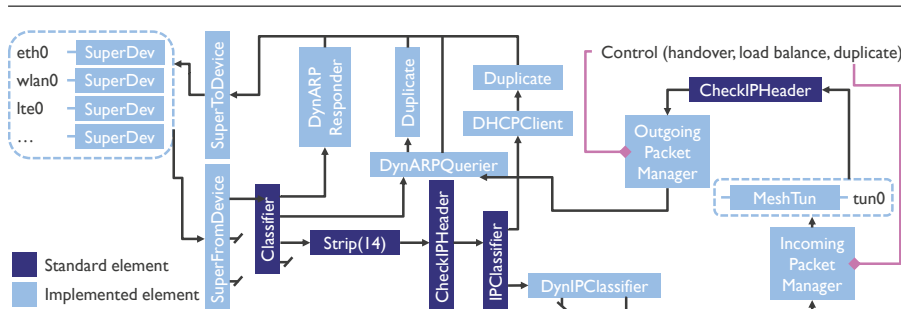 Control (handover, load balance, duplicate)
eth0
SuperDev
wlan0
SuperDev
lte0
SuperDev
...
SuperDev
SuperToDevice
DynARP
Responder
Duplicate
Duplicate
DHCPClient
DynARPQuerier
CheckIPHeader
Outgoing
Packet
Manager
MeshTun
tun0
SuperFromDevice
Classifier
Strip(14)
CheckIPHeader
IPClassifier
DynIPClassifier
Incoming
Packet
Manager
Standard element
Implemented element